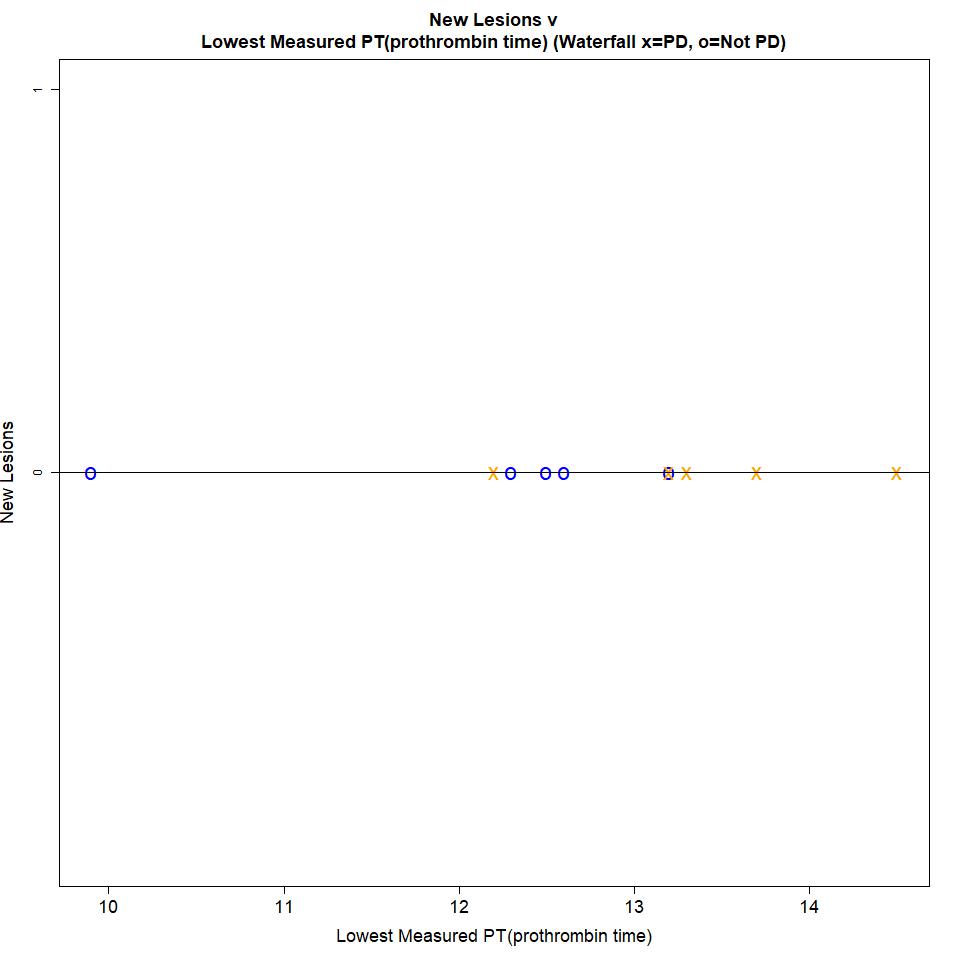 New Lesions v
Lowest Measured PT(prothrombin time) (Waterfall x=PD, o=Not PD)
New Lesions
1
0
o x o o o o x x x x
10 11 12 13 14
Lowest Measured PT(prothrombin time)